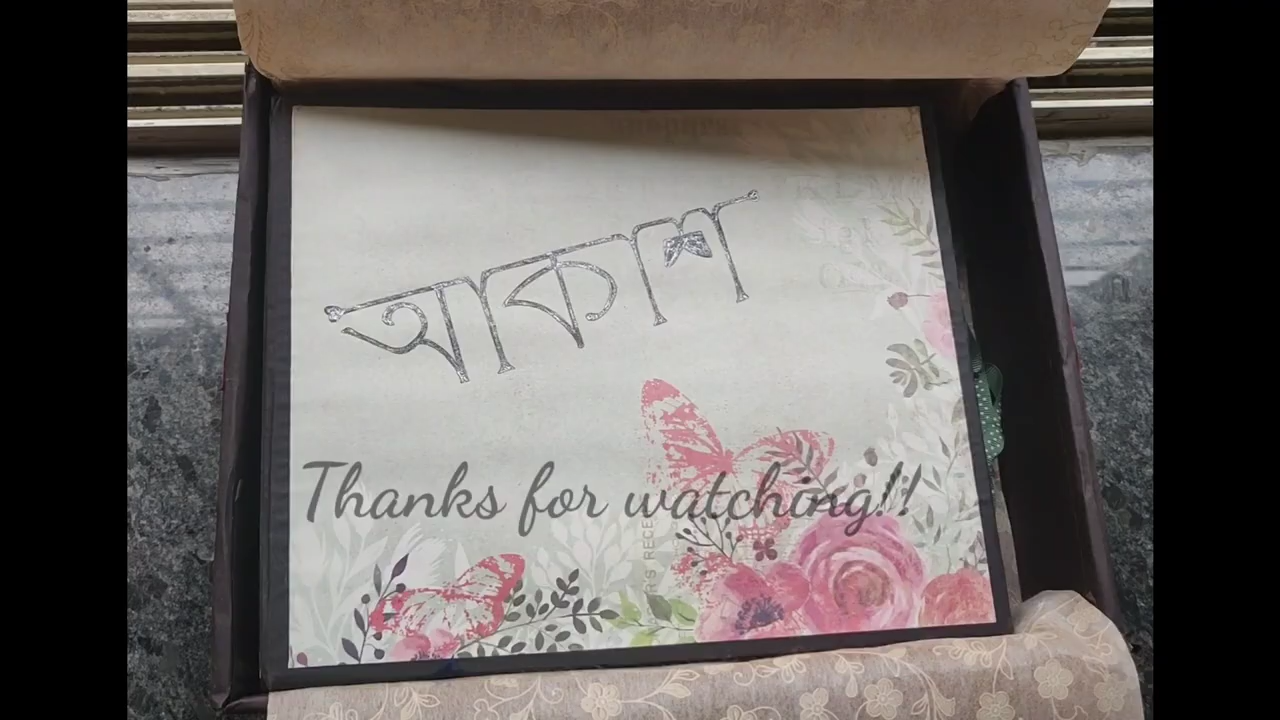 আকাশ
Thanks for watching!!